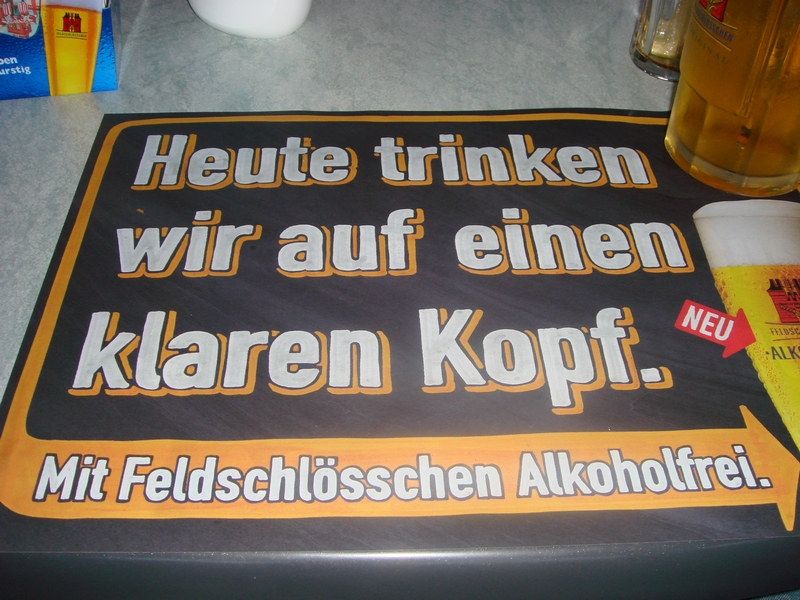 Heute trinken
wir auf einen
klaren Kopf.
NEU
Mit Feldschlösschen Alkoholfrei.